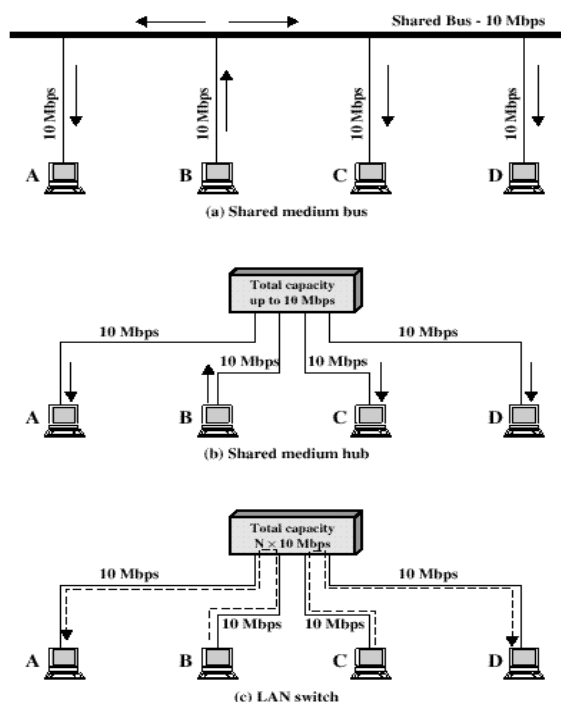 Shared Bus - 10 Mbps
10 Mbps
10 Mbps
10 Mbps
10 Mbps
A
B
C
D
(a) Shared medium bus
Total capacity
up to 10 Mbps
10 Mbps
10 Mbps
10 Mbps
10 Mbps
A
B
C
D
(b) Shared medium hub
Total capacity
N × 10 Mbps
10 Mbps
10 Mbps
10 Mbps
10 Mbps
A
B
C
D
(c) LAN switch